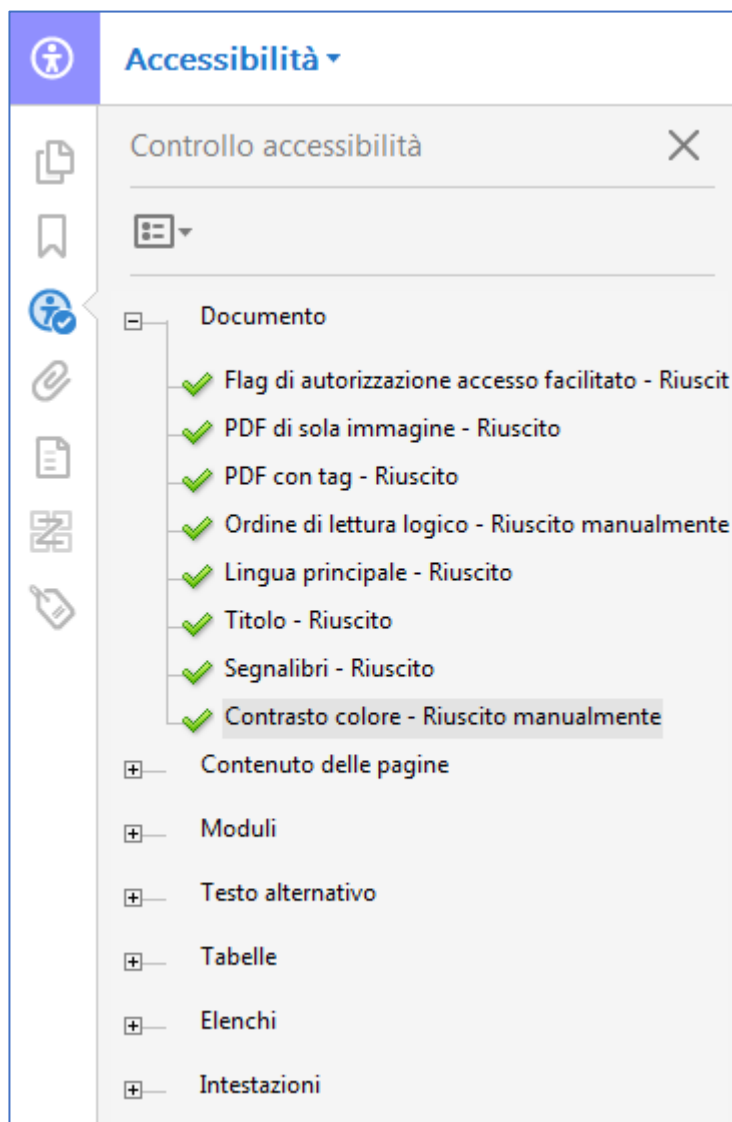 Accessibilità
Controllo accessibilità
Documento
Flag di autorizzazione accesso facilitato - Riuscit
PDF di sola immagine - Riuscito
PDF con tag - Riuscito
Ordine di lettura logico - Riuscito manualmente
Lingua principale - Riuscito
Titolo - Riuscito
Segnalibri - Riuscito
Contrasto colore - Riuscito manualmente
Contenuto delle pagine
Moduli
Testo alternativo
Tabelle
Elenchi
Intestazioni